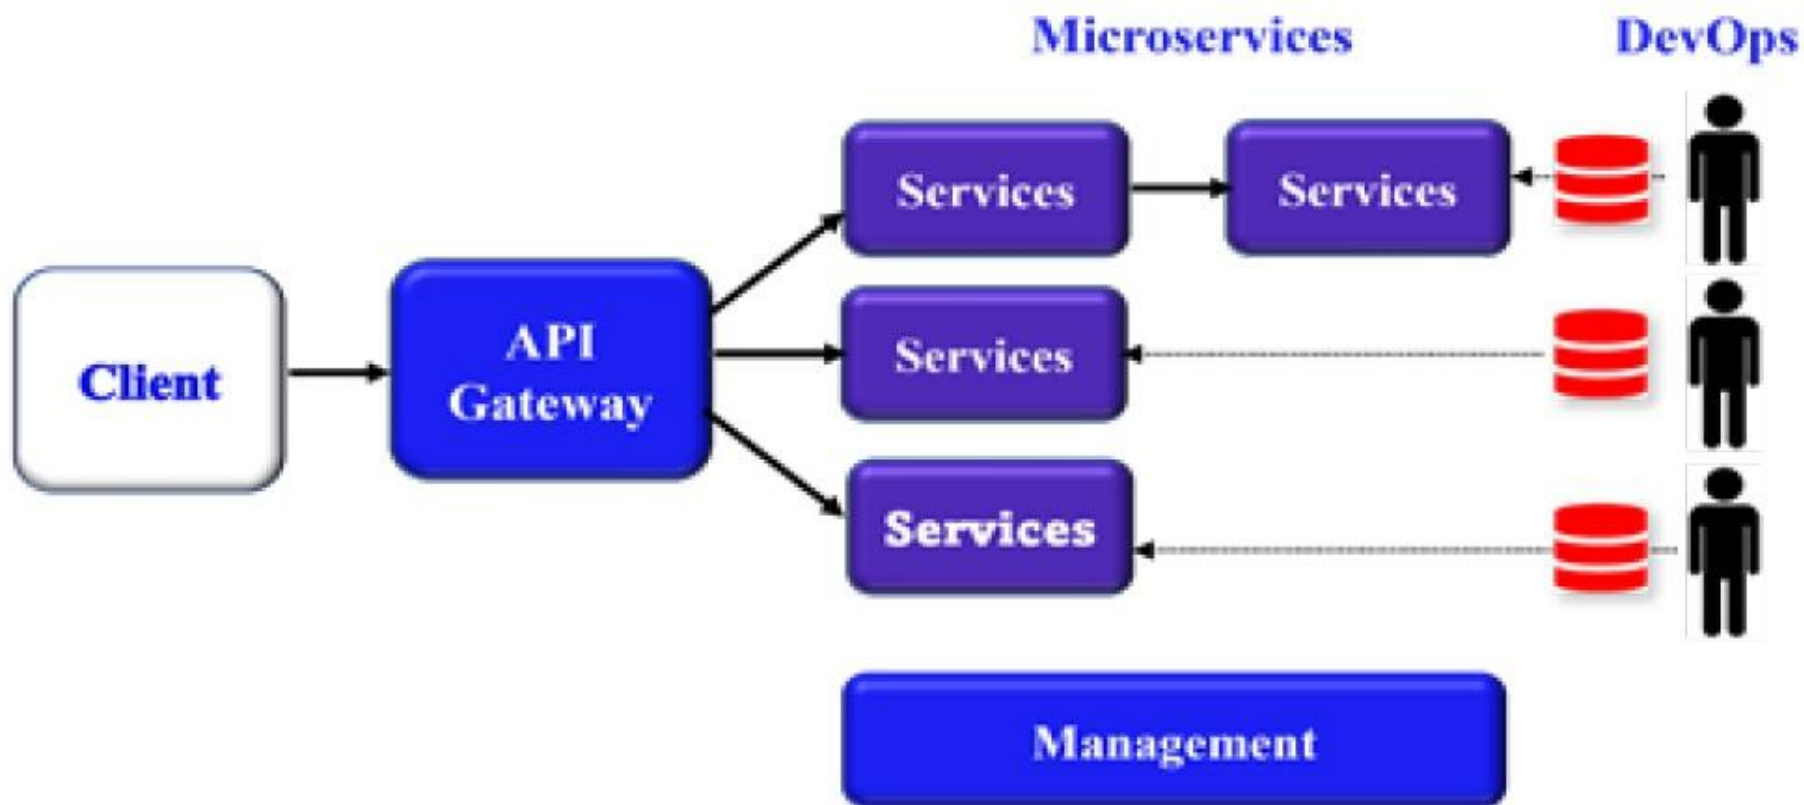 Microservices
DevOps
Services
Services
Client
API
Gateway
Services
Services
Management